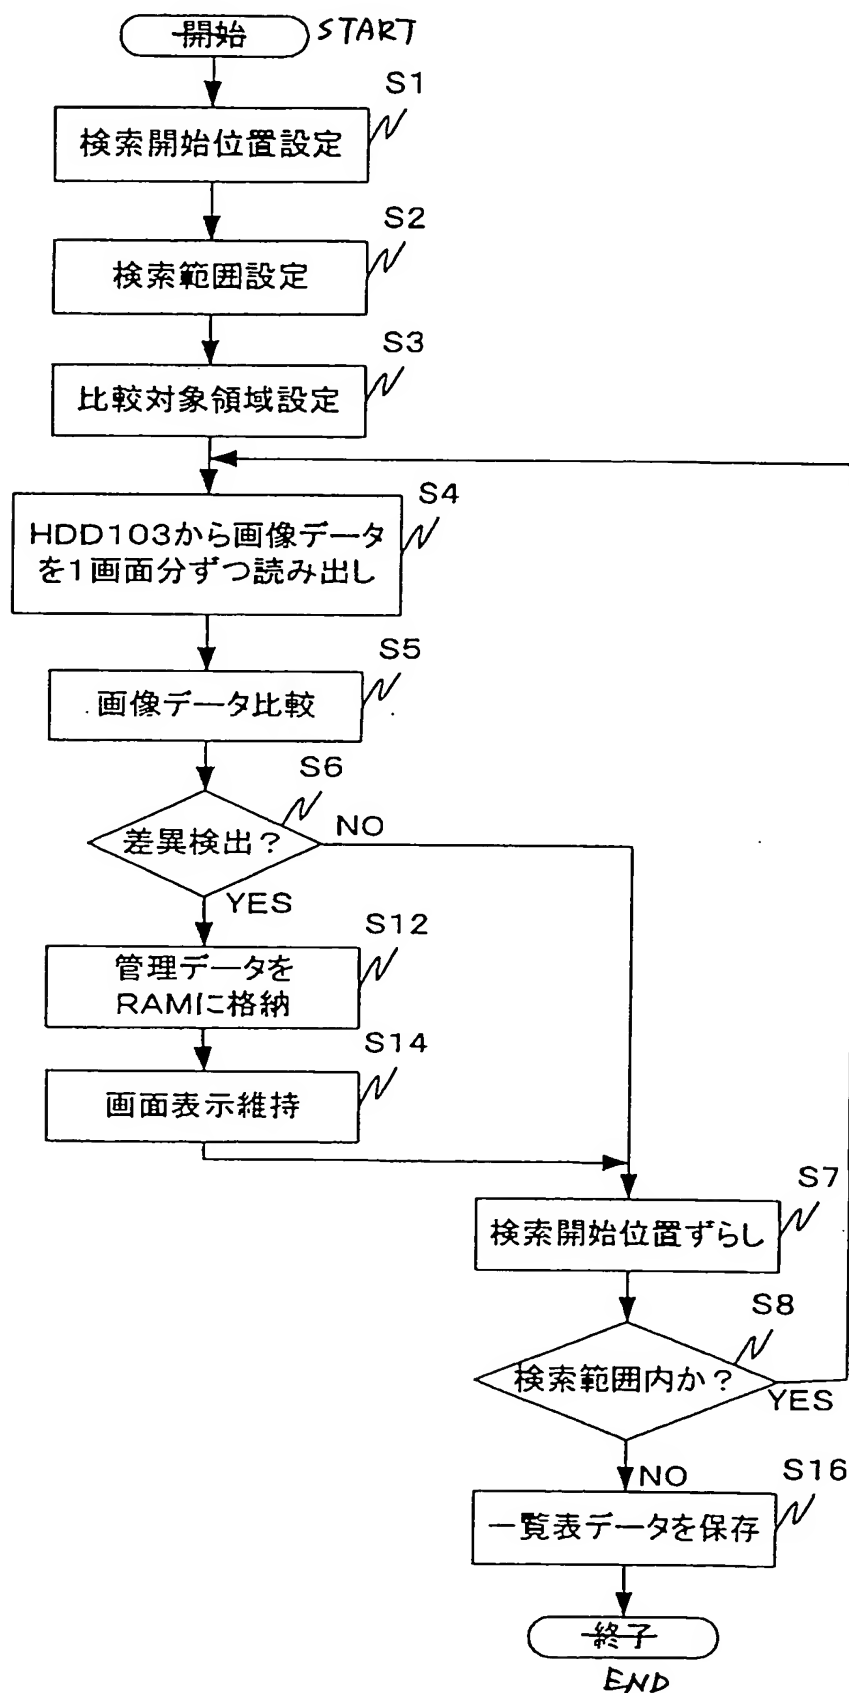 開始 START
S1
検索開始位置設定
S2
検索範囲設定
S3
比較対象領域設定
S4
HDD103から画像データ
を1画面分ずつ読み出し
S5
画像データ比較
S6
差異検出？
NO
YES
S12
管理データを
RAMに格納
S14
画面表示維持
S7
検索開始位置ずらし
S8
検索範囲内か？
YES
NO
S16
一覧表データを保存
終了
END